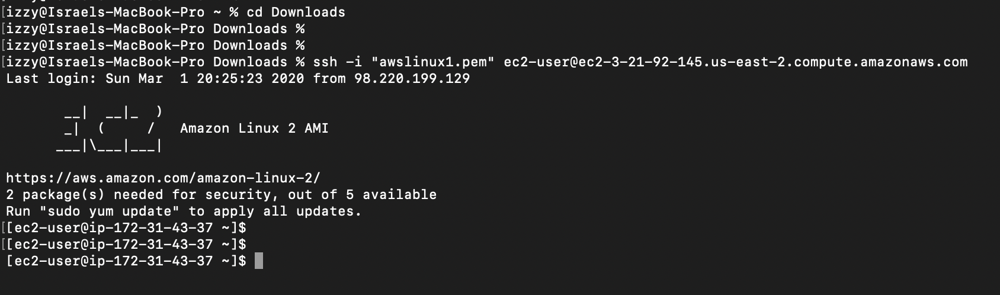 [izzy@Israels-MacBook-Pro ~ % cd Downloads
[izzy@Israels-MacBook-Pro Downloads %
[izzy@Israels-MacBook-Pro Downloads %
[izzy@Israels-MacBook-Pro Downloads % ssh -i "awslinux1.pem" ec2-user@ec2-3-21-92-145.us-east-2.compute.amazonaws.com
Last login: Sun Mar  1 20:25:23 2020 from 98.220.199.129
       __|  __|_  )
       _|  (     /   Amazon Linux 2 AMI
      ___|\___|___|
https://aws.amazon.com/amazon-linux-2/
2 package(s) needed for security, out of 5 available
Run "sudo yum update" to apply all updates.
[[ec2-user@ip-172-31-43-37 ~]$
[[ec2-user@ip-172-31-43-37 ~]$
[ec2-user@ip-172-31-43-37 ~]$